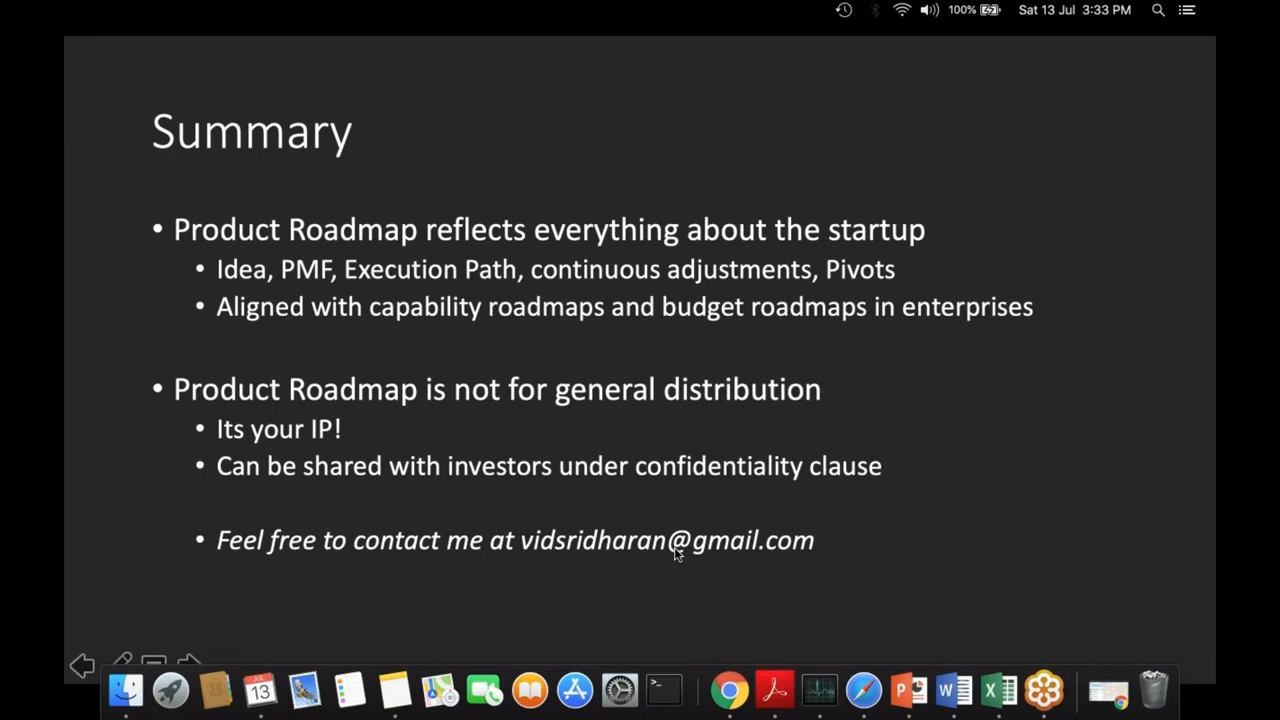 100% Sat 13 Jul 3:33 PM
Summary
• Product Roadmap reflects everything about the startup
• Idea, PMF, Execution Path, continuous adjustments, Pivots
• Aligned with capability roadmaps and budget roadmaps in enterprises
• Product Roadmap is not for general distribution
• Its your IP!
• Can be shared with investors under confidentiality clause
• Feel free to contact me at vidsridharan@gmail.com
JUL
13